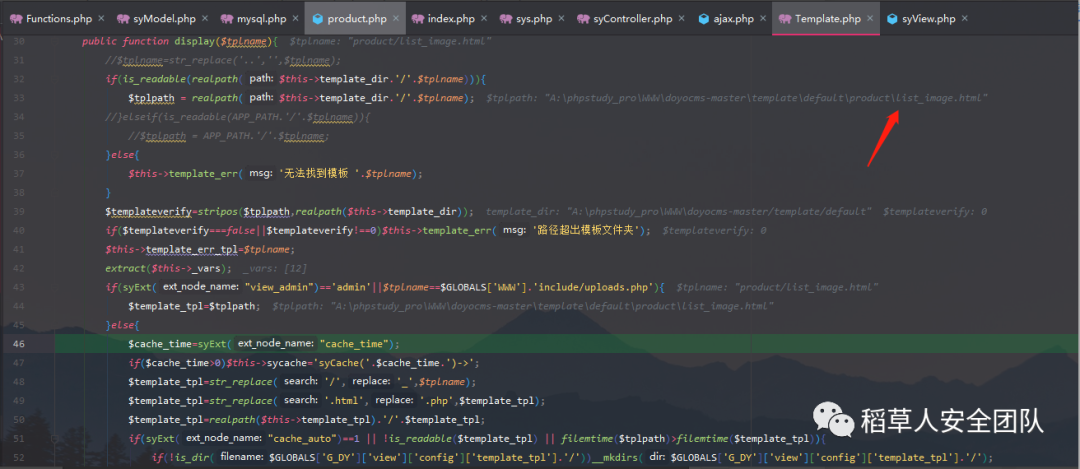 Functions.php × syModel.php × mysql.php × product.php × index.php × sys.php × syController.php × ajax.php × Template.php × syView.php ×
30 public function display($tplname){ $tplname: "product/list_image.html"
31 //$tplname=str_replace('..','',$tplname);
32 if(is_readable(realpath( path: $this->template_dir.'/'.$tplname))){
33 $tplpath = realpath( path: $this->template_dir.'/'.$tplname); $tplpath: "A:\phpstudy_pro\WWW\doyocms-master\template\default\product\list_image.html"
34 //}elseif(is_readable(APP_PATH.'/'.$tplname)){
35 //$tplpath = APP_PATH.'/'.$tplname;
36 }else{
37 $this->template_err( msg: '无法找到模板 '.$tplname);
38 }
39 $templateverify=stripos($tplpath,realpath($this->template_dir)); template_dir: "A:\phpstudy_pro\WWW\doyocms-master/Template/default" $templateverify: 0
40 if($templateverify===false||$templateverify!==0)$this->template_err( msg: '路径超出模板文件夹'); $templateverify: 0
41 $this->template_err_tpl=$tplname;
42 extract($this->_vars); _vars: [12]
43 if(syExt( ext_node_name: "view_admin")=='admin'||$tplname==$GLOBALS['WWW'].'include/uploads.php'){ $tplname: "product/list_image.html"
44 $template_tpl=$tplpath; $tplpath: "A:\phpstudy_pro\WWW\doyocms-master\template\default\product\list_image.html"
45 }else{
46 $cache_time=syExt( ext_node_name: "cache_time");
47 if($cache_time>0)$this->sycache='syCache('.$cache_time.')->';
48 $template_tpl=str_replace( search: '/', replace: '_',$tplname);
49 $template_tpl=str_replace( search: '.html', replace: '.php',$template_tpl);
50 $template_tpl=realpath($this->template_tpl).'/'.$template_tpl;
51 if(syExt( ext_node_name: "cache_auto")==1 || !is_readable($template_tpl) || filemtime($tplpath)>filemtime($template_tpl)){
52 if(!is_dir( filename: $GLOBALS['G_DY']['view']['config']['template_tpl'].'/'))__mkdirs( dir: $GLOBALS['G_DY']['view']['config']['template_tpl'].'/');
稻草人安全团队